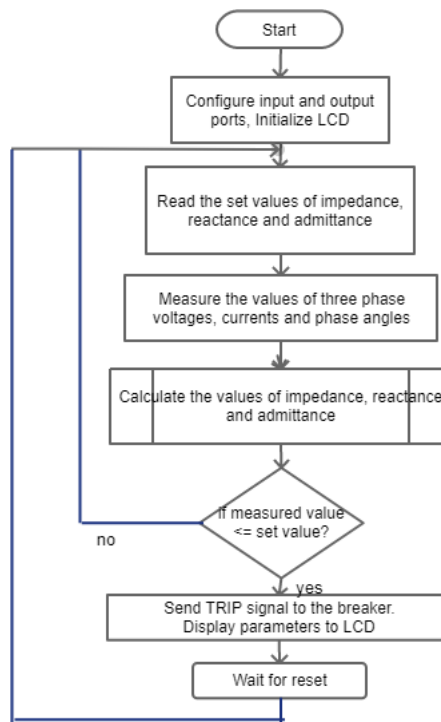 Start
Configure input and output
ports, Initialize LCD
Read the set values of impedance,
reactance and admittance
Measure the values of three phase
voltages, currents and phase angles
Calculate the values of impedance, reactance
and admittance
If measured value
<= set value?
no
yes
Send TRIP signal to the breaker.
Display parameters to LCD
Wait for reset